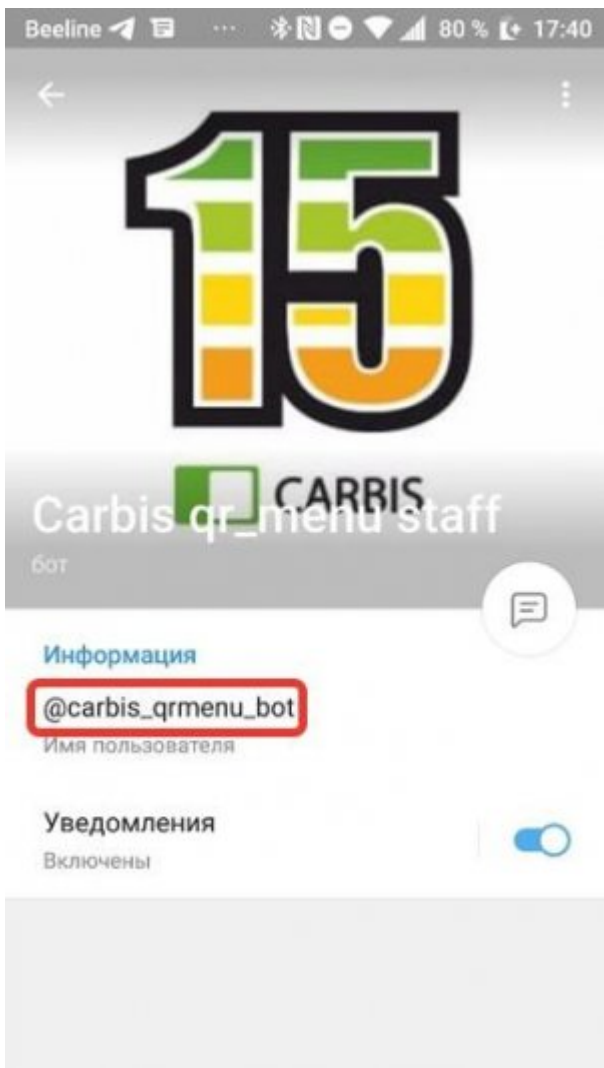 Beeline 80 % 17:40
15
CARBIS
Carbis qr_menu staff
бот
Информация
@carbis_qrmenu_bot
Имя пользователя
Уведомления
Включены